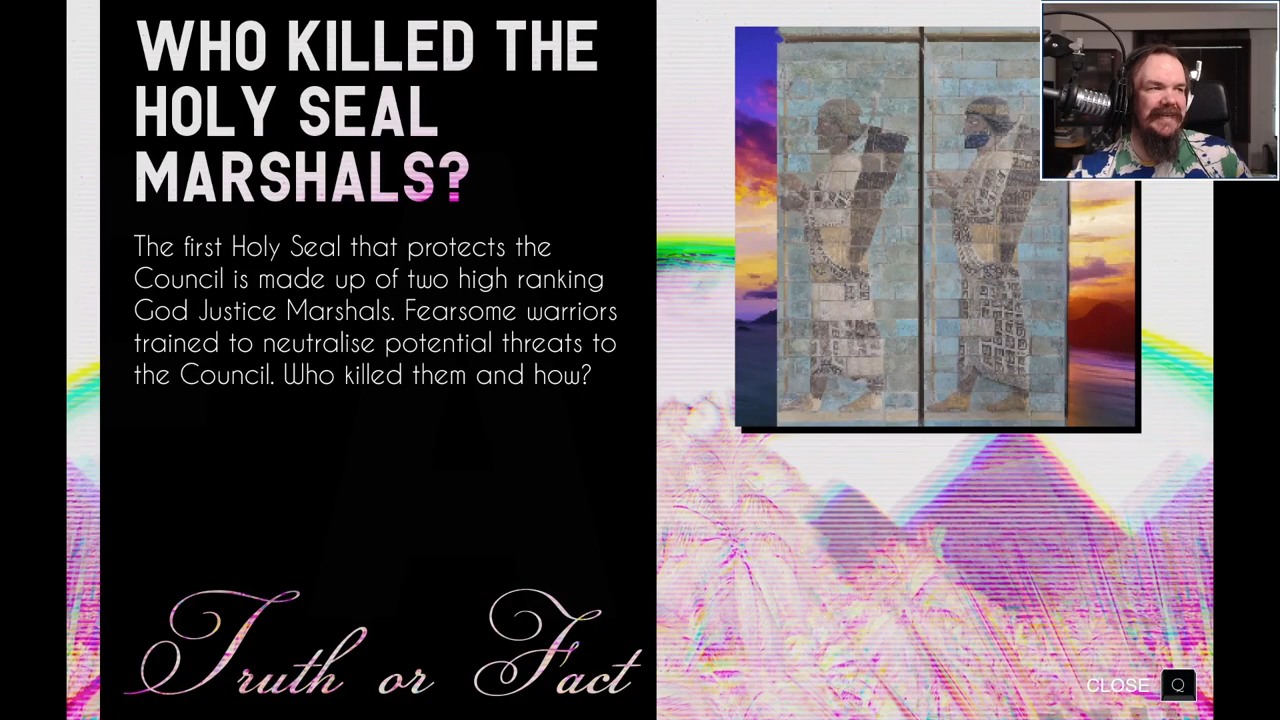 WHO KILLED THE
HOLY SEAL
MARSHALS?
The first Holy Seal that protects the
Council is made up of two high ranking
God Justice Marshals. Fearsome warriors
trained to neutralise potential threats to
the Council. Who killed them and how?
Truth or Fact
CLOSE Q